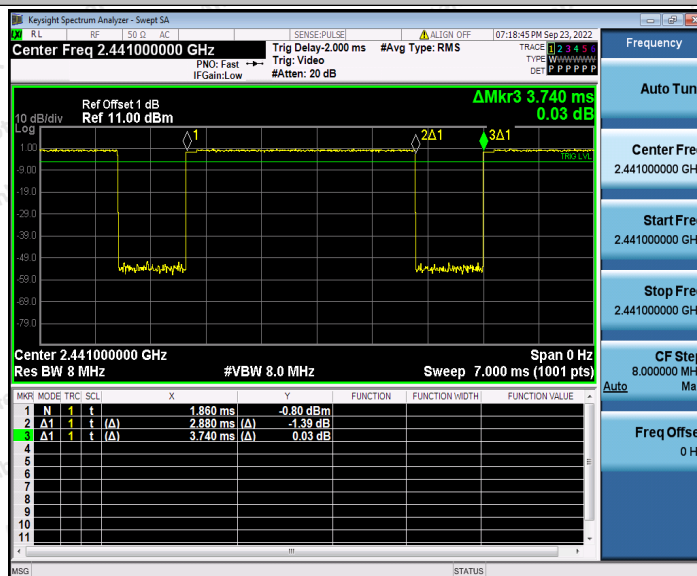 Keysight Spectrum Analyzer - Swept SA
LXI RL RF 50 Ω AC SENSE:PULSE ALIGN OFF 07:18:45 PM Sep 23, 2022
Center Freq 2.441000000 GHz
PNO: Fast
IFGain:Low
Trig Delay-2.000 ms
Trig: Video
#Atten: 20 dB
#Avg Type: RMS
TRACE 1 2 3 4 5 6
TYPE WWWWWW
DET P P P P P P
ΔMkr3 3.740 ms
0.03 dB
Ref Offset 1 dB
10 dB/div Ref 11.00 dBm
Log
1
2Δ1
3Δ1
1.00
TRIG LVL
-9.00
-19.0
-29.0
-39.0
-49.0
-59.0
-69.0
-79.0
Center 2.441000000 GHz Span 0 Hz
Res BW 8 MHz #VBW 8.0 MHz Sweep 7.000 ms (1001 pts)
MKR MODE TRC SCL X Y FUNCTION FUNCTION WIDTH FUNCTION VALUE
1 N 1 t 1.860 ms -0.80 dBm
2 Δ1 1 t (Δ) 2.880 ms (Δ) -1.39 dB
3 Δ1 1 t (Δ) 3.740 ms (Δ) 0.03 dB
4
5
6
7
8
9
10
11
MSG STATUS
Frequency
Auto Tun
Center Fre
2.441000000 GH
Start Fre
2.441000000 GH
Stop Fre
2.441000000 GH
CF Step
8.000000 MH
Auto Ma
Freq Offse
0 H